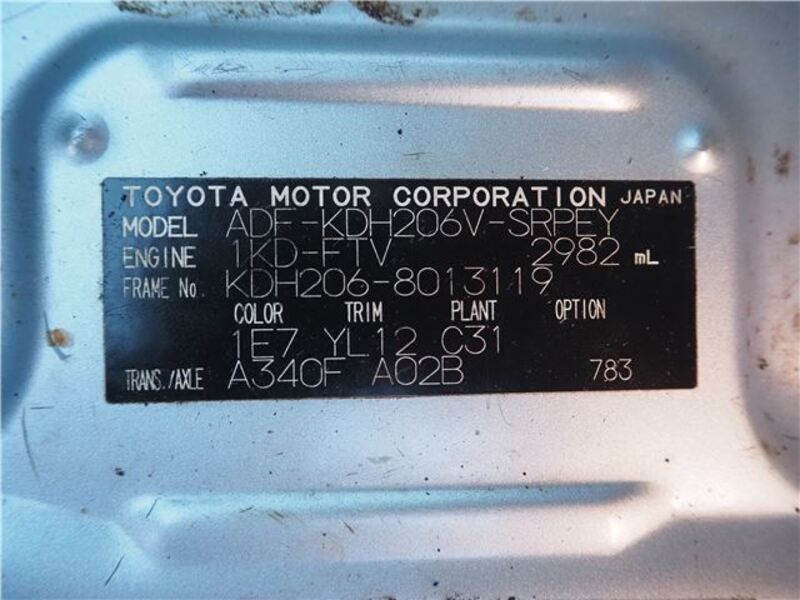 TOYOTA MOTOR CORPORATION JAPAN
MODEL ADF-KDH206V-SRPEY
ENGINE 1KD-FTV 2982 mL
FRAME No. KDH206-8013119
COLOR TRIM PLANT OPTION
1E7 YL12 C31
TRANS./AXLE A340F A02B 783